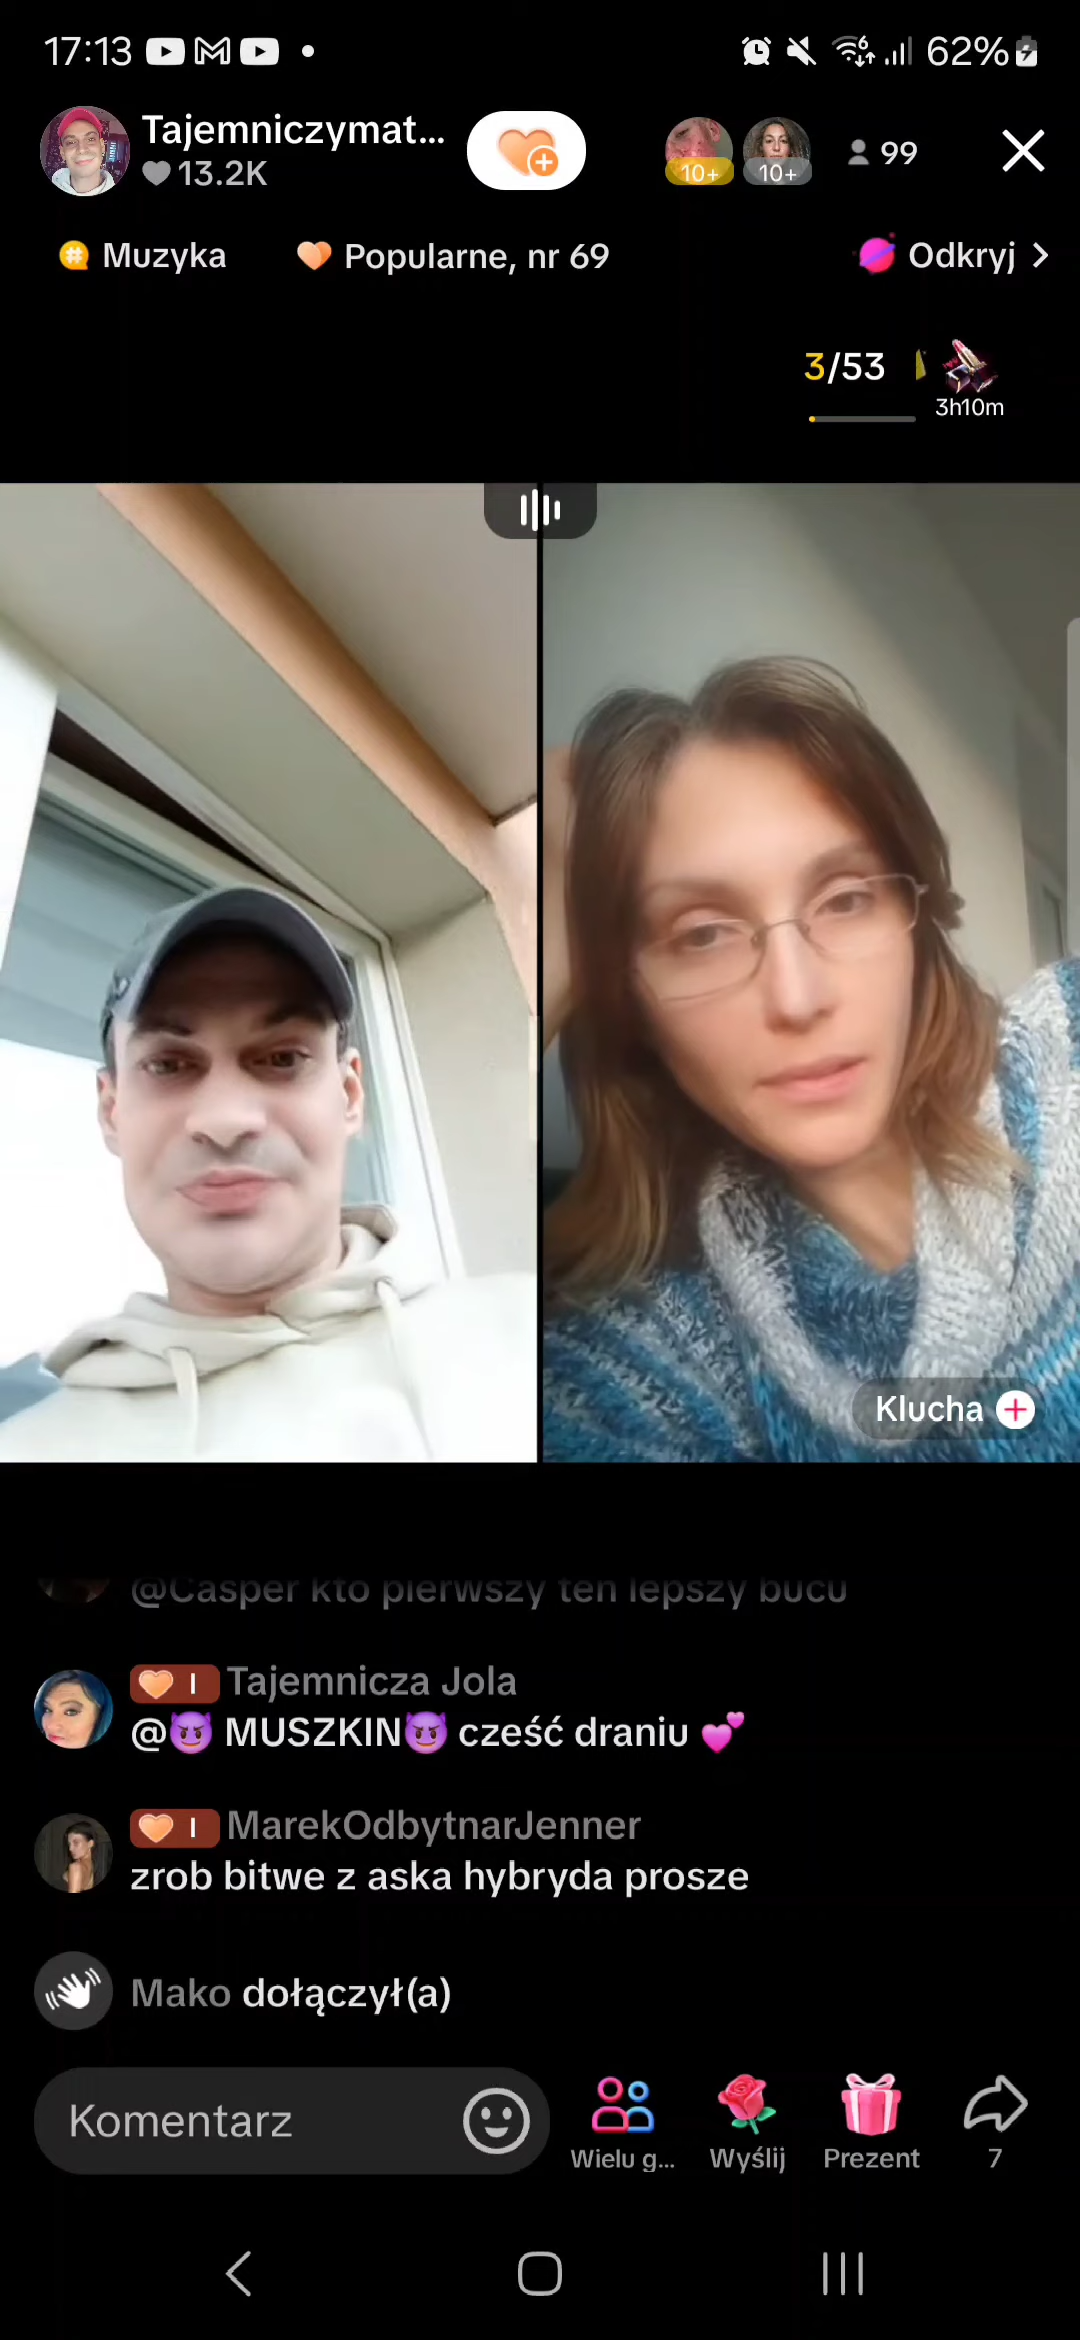 17:13 62%
Tajemniczymat...
13.2K
10+ 10+ 99
Muzyka Popularne, nr 69 Odkryj
3/53
3h10m
Klucha
@Casper kto pierwszy ten lepszy bucu
I Tajemnicza Jola
@😈 MUSZKIN😈 cześć draniu 💕
I MarekOdbytnarJenner
zrob bitwe z aska hybryda prosze
Mako dołączył(a)
Komentarz
Wielu g... Wyślij Prezent 7